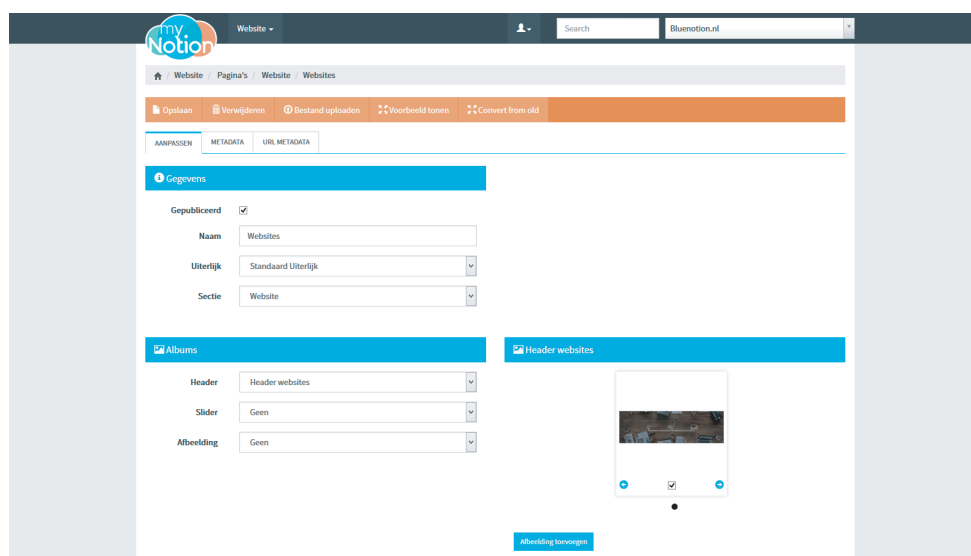 my
Notion
Website
Search
Bluenotion.nl
/ Website / Pagina's / Website / Websites
Opslaan
Verwijderen
Bestand uploaden
Voorbeeld tonen
Convert from old
AANPASSEN
METADATA
URL METADATA
Gegevens
Gepubliceerd
Naam
Websites
Uiterlijk
Standaard Uiterlijk
Sectie
Website
Albums
Header websites
Header
Header websites
Slider
Geen
Afbeelding
Geen
Afbeelding toevoegen